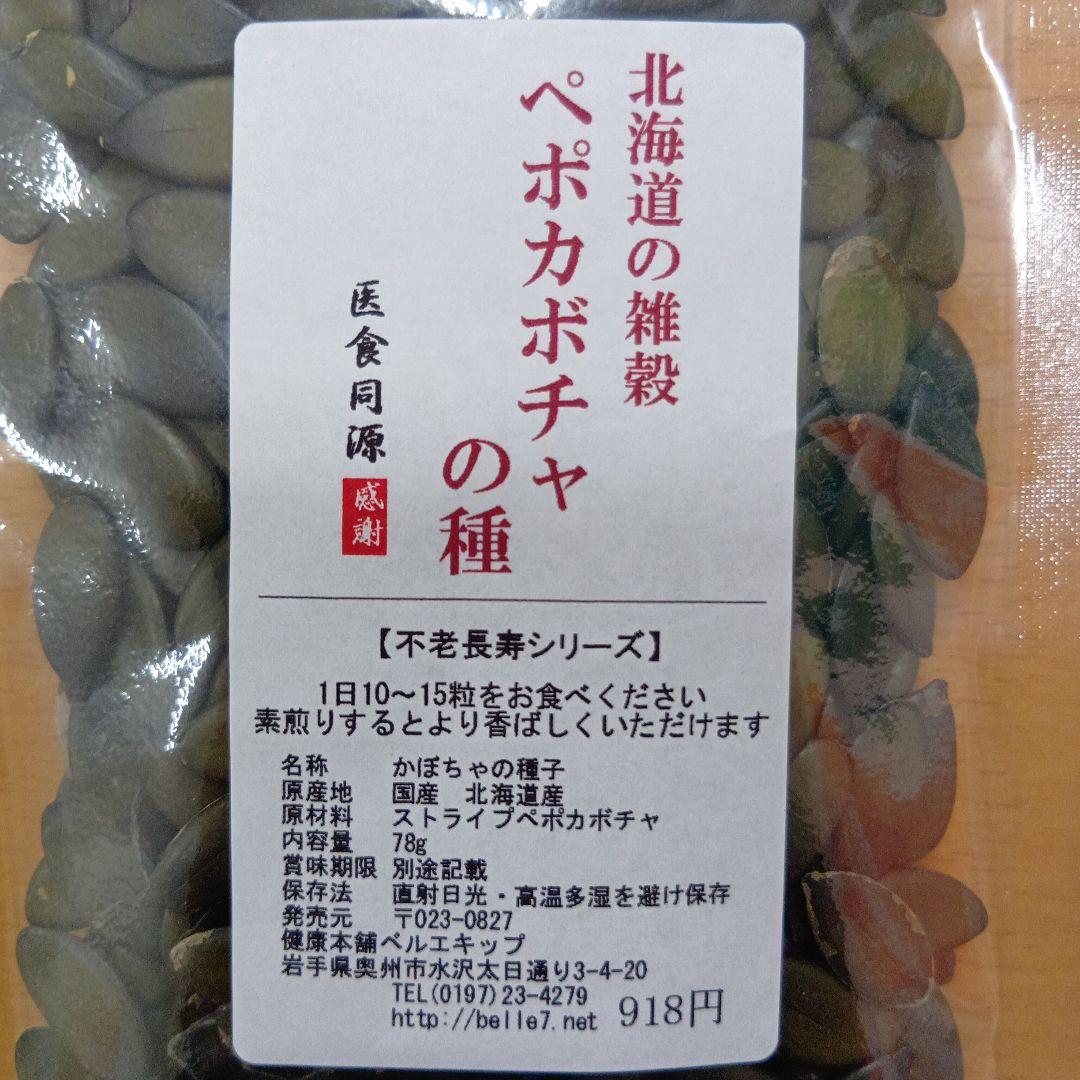 北海道の雑穀
ペポカボチャ
の種
医食同源
感謝
【不老長寿シリーズ】
1日10～15粒をお食べください
素煎りするとより香ばしくいただけます
名称 かぼちゃの種子
原産地 国産 北海道産
原材料 ストライプペポカボチャ
内容量 78g
賞味期限 別途記載
保存法 直射日光・高温多湿を避け保存
発売元 〒023-0827
健康本舗ベルエキップ
岩手県奥州市水沢太日通り3-4-20
TEL(0197)23-4279
http://belle7.net 918円